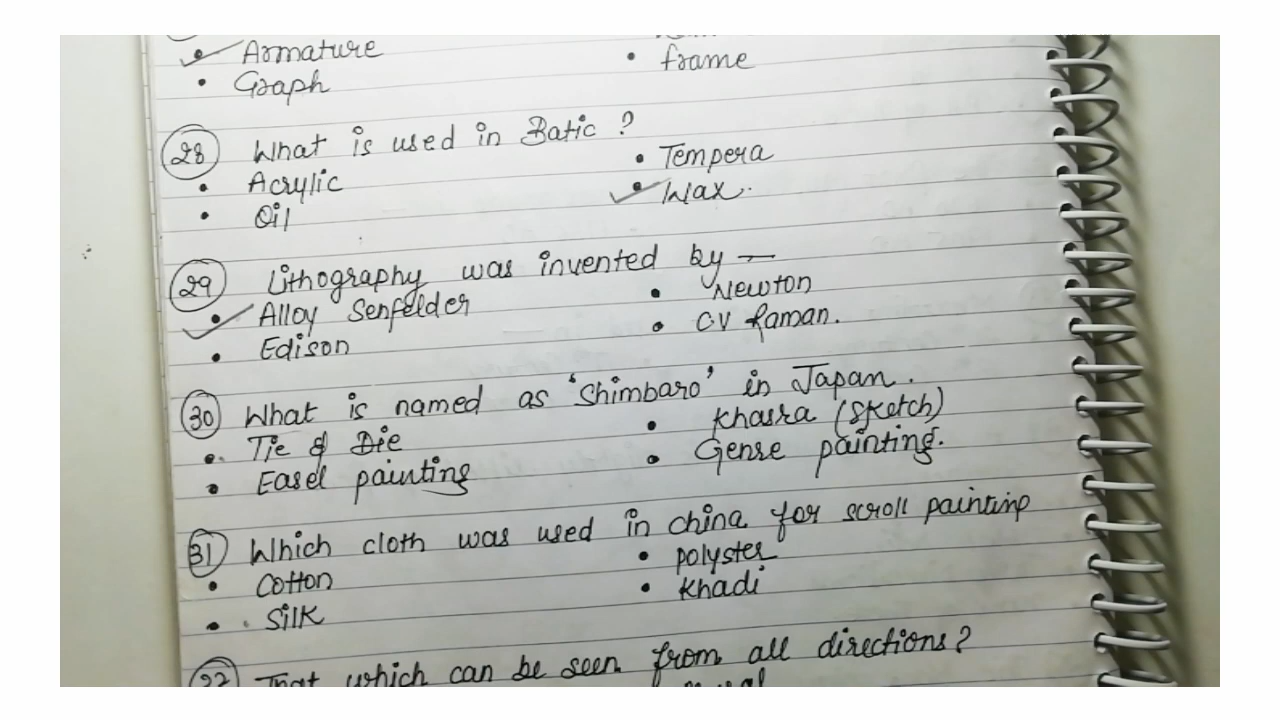 Armature
• frame
• Graph
28 What is used in Batic ?
• Acrylic • Tempera
• Oil • Wax.
29 Lithography was invented by —
• Alloy Senfelder • Newton
• Edison • CV Raman.
30 What is named as 'Shimbaro' in Japan.
• Tie & Die • Khasra (Sketch)
• Easel painting • Genre painting.
31 Which cloth was used in china for scroll painting
• Cotton • polyster
• Silk • Khadi
That which can be seen from all directions?